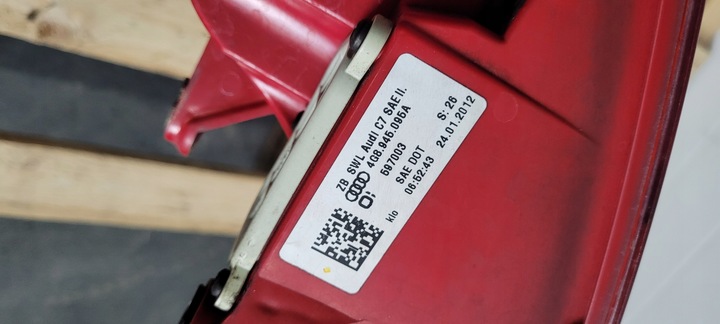 ZB SWL Audi C7 SAE II.
4G8.945.095A
597003 S: 26
SAE DOT 24.01.2012
06:52:43
klo